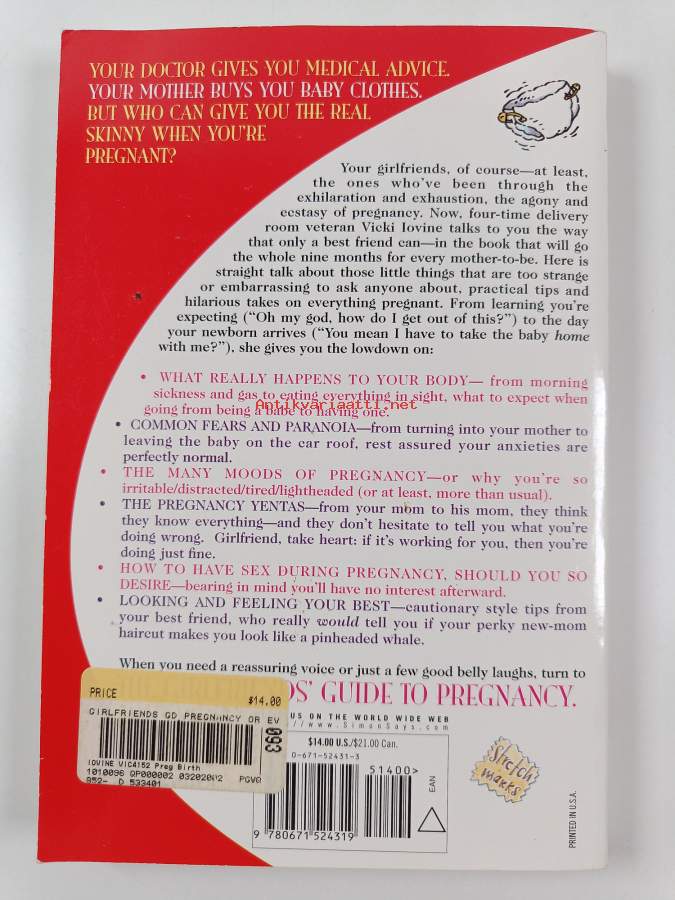 YOUR DOCTOR GIVES YOU MEDICAL ADVICE.
YOUR MOTHER BUYS YOU BABY CLOTHES.
BUT WHO CAN GIVE YOU THE REAL
SKINNY WHEN YOU'RE
PREGNANT?
Your girlfriends, of course—at least,
the ones who've been through the
exhilaration and exhaustion, the agony and
ecstasy of pregnancy. Now, four-time delivery
room veteran Vicki Iovine talks to you the way
that only a best friend can—in the book that will go
the whole nine months for every mother-to-be. Here is
straight talk about those little things that are too strange
or embarrassing to ask anyone about, practical tips and
hilarious takes on everything pregnant. From learning you're
expecting ("Oh my god, how do I get out of this?") to the day
your newborn arrives ("You mean I have to take the baby home
with me?"), she gives you the lowdown on:
• WHAT REALLY HAPPENS TO YOUR BODY— from morning
sickness and gas to eating everything in sight, what to expect when
Antikvariaatti.net
going from being a babe to having one.
• COMMON FEARS AND PARANOIA—from turning into your mother to
leaving the baby on the car roof, rest assured your anxieties are
perfectly normal.
• THE MANY MOODS OF PREGNANCY—or why you're so
irritable/distracted/tired/lightheaded (or at least, more than usual).
• THE PREGNANCY YENTAS—from your mom to his mom, they think
they know everything—and they don't hesitate to tell you what you're
doing wrong. Girlfriend, take heart: if it's working for you, then you're
doing just fine.
• HOW TO HAVE SEX DURING PREGNANCY, SHOULD YOU SO
DESIRE—bearing in mind you'll have no interest afterward.
• LOOKING AND FEELING YOUR BEST—cautionary style tips from
your best friend, who really would tell you if your perky new-mom
haircut makes you look like a pinheaded whale.
When you need a reassuring voice or just a few good belly laughs, turn to
DS' GUIDE TO PREGNANCY.
US ON THE WORLD WIDE WEB
//www.SimonSays.com
$14.00 U.S./$21.00 Can.
0-671-52431-3
51400>
EAN
9 780671 524319
Stretch
marks
PRINTED IN U.S.A.
PRICE
$14.00
GIRLFRIENDS GD PREGNANCY OR EV
093
IOVINE VIC4152 Preg Birth
PGVG
D 533401